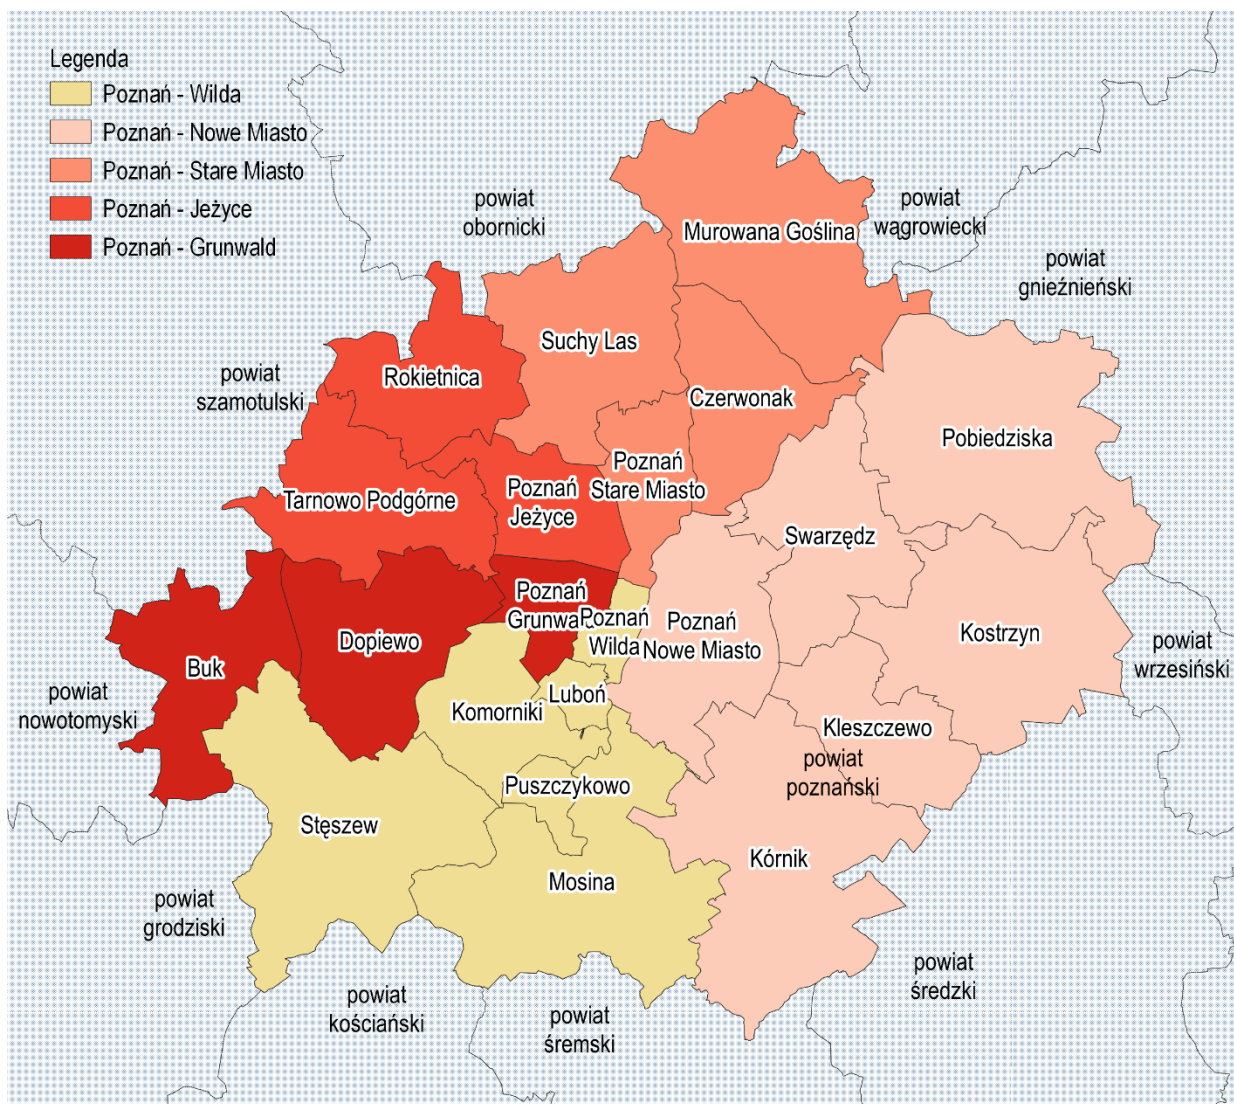 Legenda
Poznań - Wilda
Poznań - Nowe Miasto
Poznań - Stare Miasto
Poznań - Jeżyce
Poznań - Grunwald
powiat
obornicki
powiat
wągrowiecki
Murowana Goślina
powiat
gnieźnieński
Suchy Las
powiat
szamotulski
Rokietnica
Czerwonak
Pobiedziska
Poznań
Stare Miasto
Poznań
Jeżyce
Tarnowo Podgórne
Swarzędz
Poznań
Grunwald
Poznań
Wilda
Poznań
Nowe Miasto
Kostrzyn
Dopiewo
Buk
powiat
wrzesiński
powiat
nowotomyski
Luboń
Komorniki
Kleszczewo
powiat
poznański
Puszczykowo
Stęszew
Kórnik
Mosina
powiat
grodziski
powiat
średzki
powiat
kościański
powiat
śremski